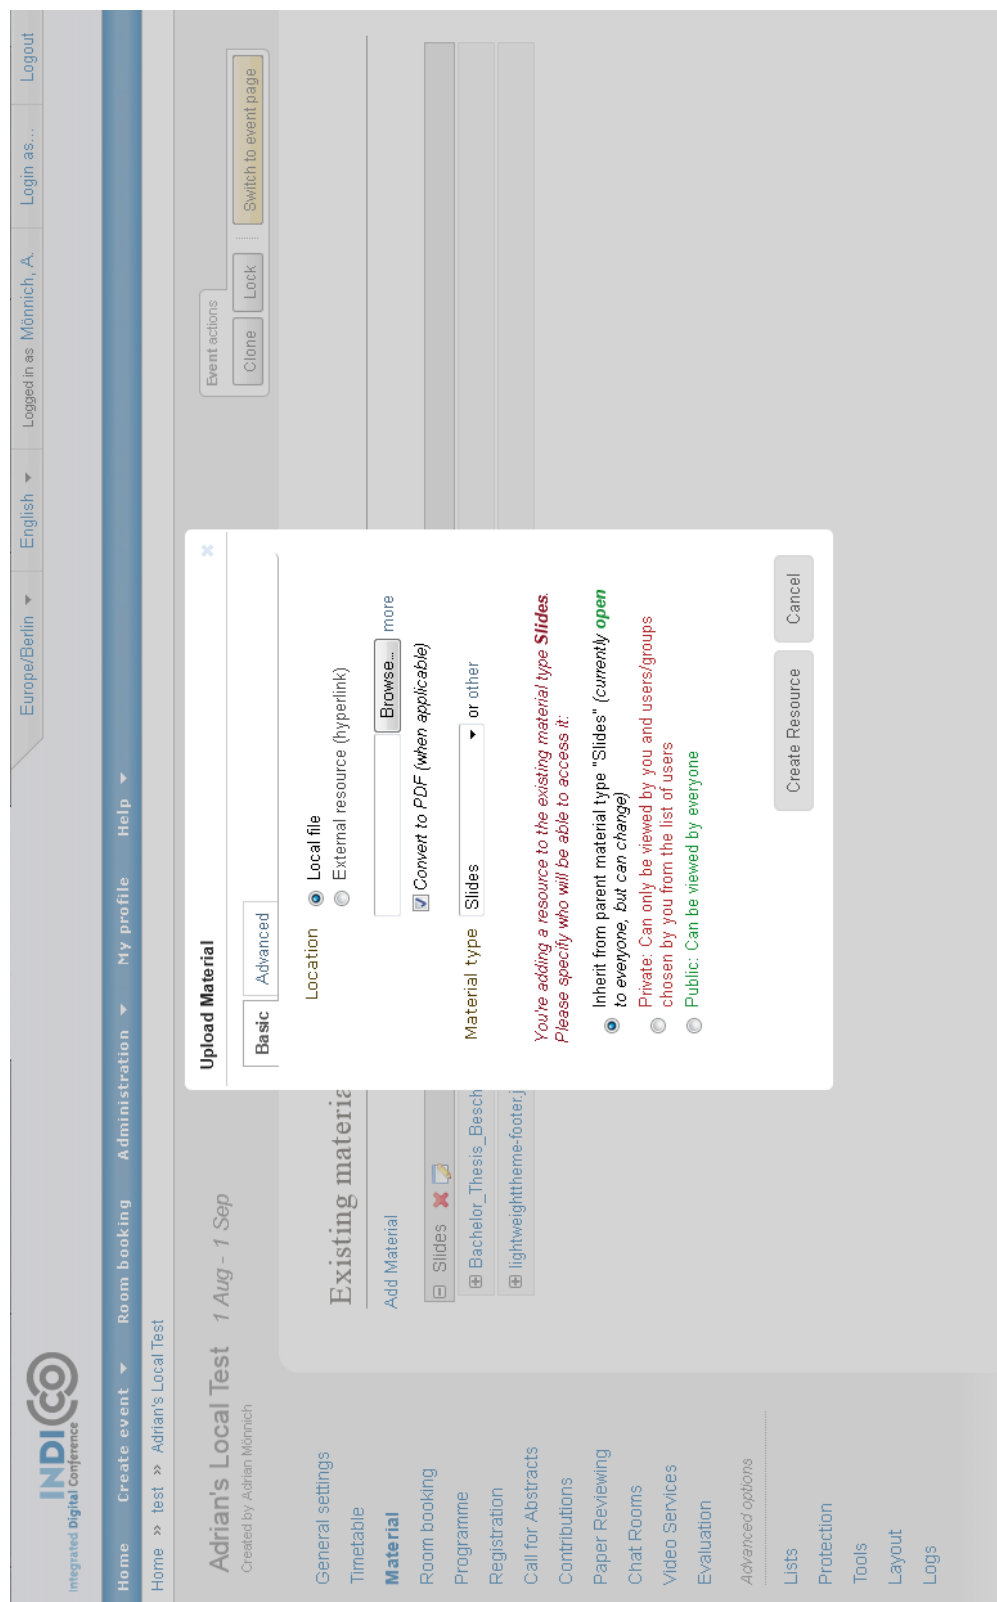 Europe/Berlin
English
Logged in as Mönnich, A.
Login as...
Logout
INDICO
Integrated Digital Conference
Home
Create event
Room booking
Administration
My profile
Help
Home >> test >> Adrian's Local Test
Adrian's Local Test 1 Aug - 1 Sep
Created by Adrian Mönnich
Event actions
Clone
Lock
Switch to event page
General settings
Timetable
Material
Room booking
Programme
Registration
Call for Abstracts
Contributions
Paper Reviewing
Chat Rooms
Video Services
Evaluation
Advanced options
Lists
Protection
Tools
Layout
Logs
Existing materia
Add Material
Slides
Bachelor_Thesis_Besch
lightweighttheme-footer.j
Upload Material
Basic
Advanced
Location
Local file
External resource (hyperlink)
Browse...
more
Convert to PDF (when applicable)
Material type
Slides
or other
You're adding a resource to the existing material type Slides.
Please specify who will be able to access it:
Inherit from parent material type "Slides" (currently open
to everyone, but can change)
Private: Can only be viewed by you and users/groups
chosen by you from the list of users
Public: Can be viewed by everyone
Create Resource
Cancel